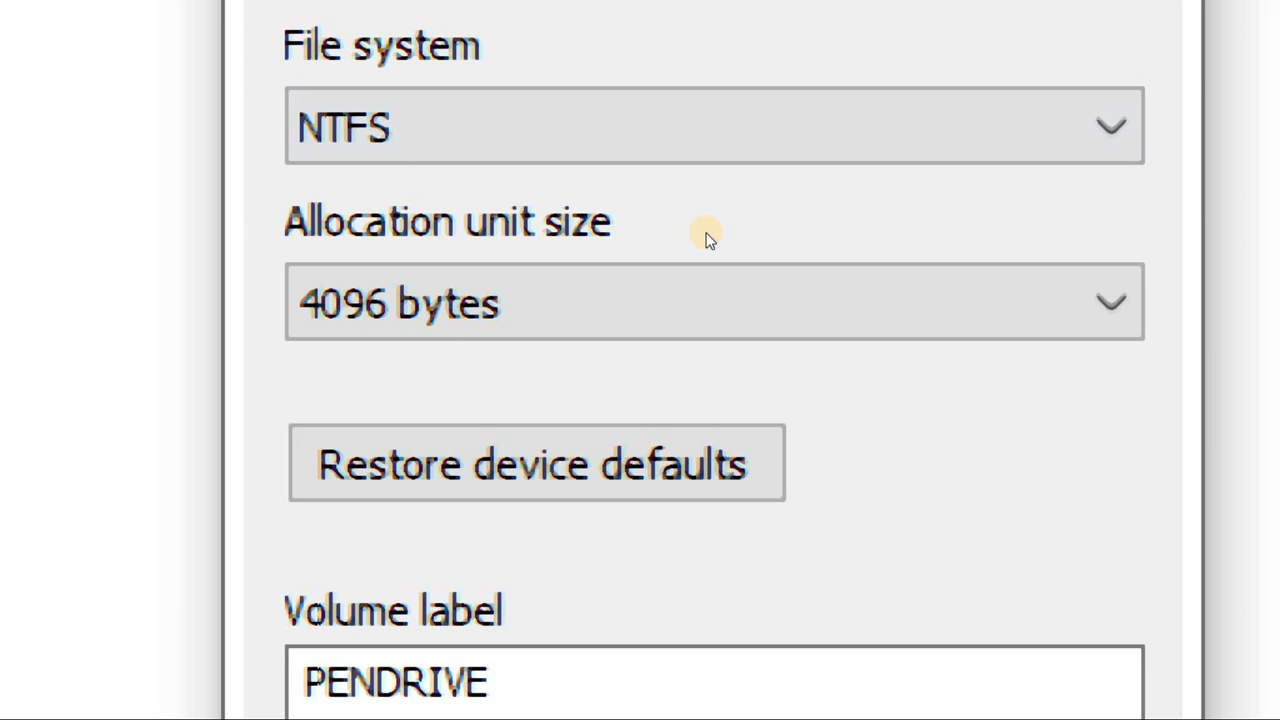 File system
NTFS
Allocation unit size
4096 bytes
Restore device defaults
Volume label
PENDRIVE